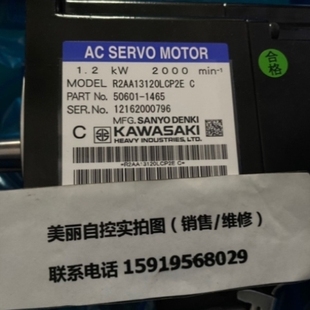 AC SERVO MOTOR
1.2 kW 2000 min-¹
MODEL R2AA13120LCP2E C
PART No. 50601-1465
SER.No. 12162000796
MFG. SANYO DENKI
C KAWASAKI
HEAVY INDUSTRIES, LTD.
*R2AA13120LCP2E C*
合格
美丽自控实拍图（销售/维修）
联系电话 15919568029